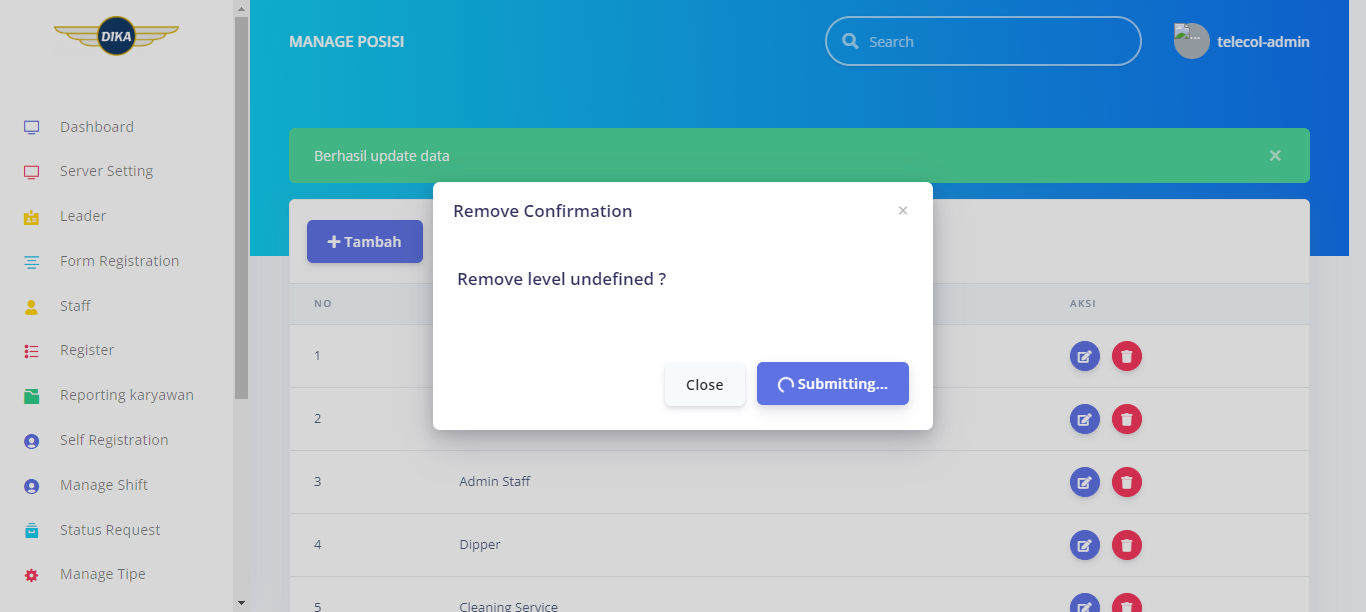 DIKA
MANAGE POSISI
Search
...
telecol-admin
Dashboard
Server Setting
Leader
Form Registration
Staff
Register
Reporting karyawan
Self Registration
Manage Shift
Status Request
Manage Tipe
Berhasil update data
×
Remove Confirmation
×
Remove level undefined ?
Close
Submitting...
+ Tambah
NO
AKSI
1
2
3
Admin Staff
4
Dipper
5
Cleaning Service